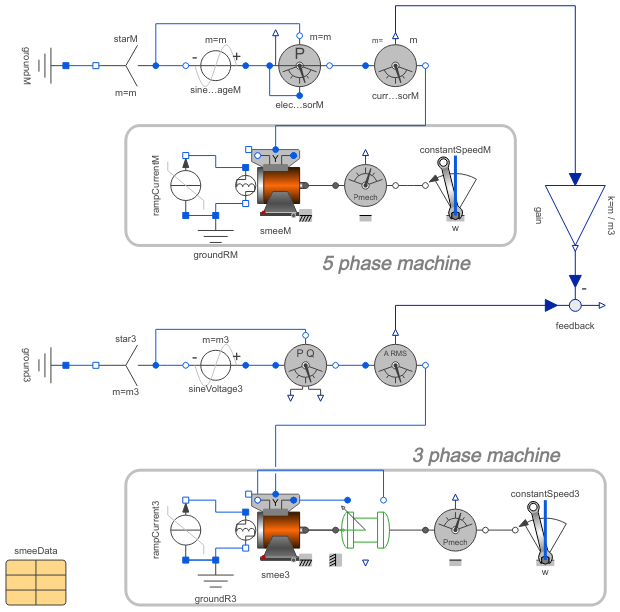 starM
m=m
groundM
m=m
-
+
sine...ageM
P
m=m
elec...sorM
m=
m
curr...sorM
rampCurrentM
Y
smeeM
groundRM
Pmech
constantSpeedM
w
5 phase machine
gain
k=m / m3
-
feedback
star3
m=m3
ground3
m=m3
-
+
sineVoltage3
P Q
A RMS
3 phase machine
rampCurrent3
Y
smee3
groundR3
Pmech
constantSpeed3
w
smeeData